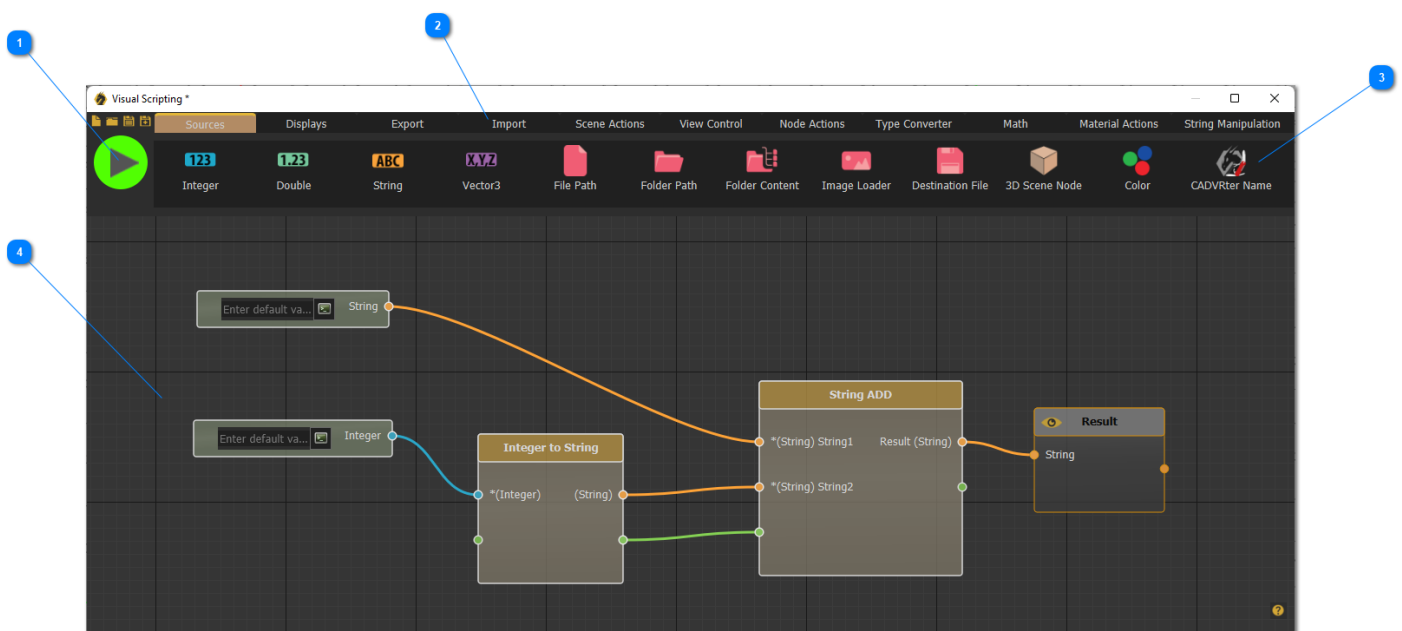 2
1
3
Visual Scripting *
Sources Displays Export Import Scene Actions View Control Node Actions Type Converter Math Material Actions String Manipulation
123 1.23 ABC X,Y,Z
Integer Double String Vector3 File Path Folder Path Folder Content Image Loader Destination File 3D Scene Node Color CADVRter Name
4
Enter default va... String
String ADD
Result
Enter default va... Integer
Integer to String
*(String) String1 Result (String)
String
*(Integer) (String)
*(String) String2
?